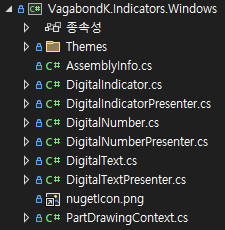 VagabondK.Indicators.Windows
종속성
Themes
AssemblyInfo.cs
DigitalIndicator.cs
DigitalIndicatorPresenter.cs
DigitalNumber.cs
DigitalNumberPresenter.cs
DigitalText.cs
DigitalTextPresenter.cs
nugetIcon.png
PartDrawingContext.cs